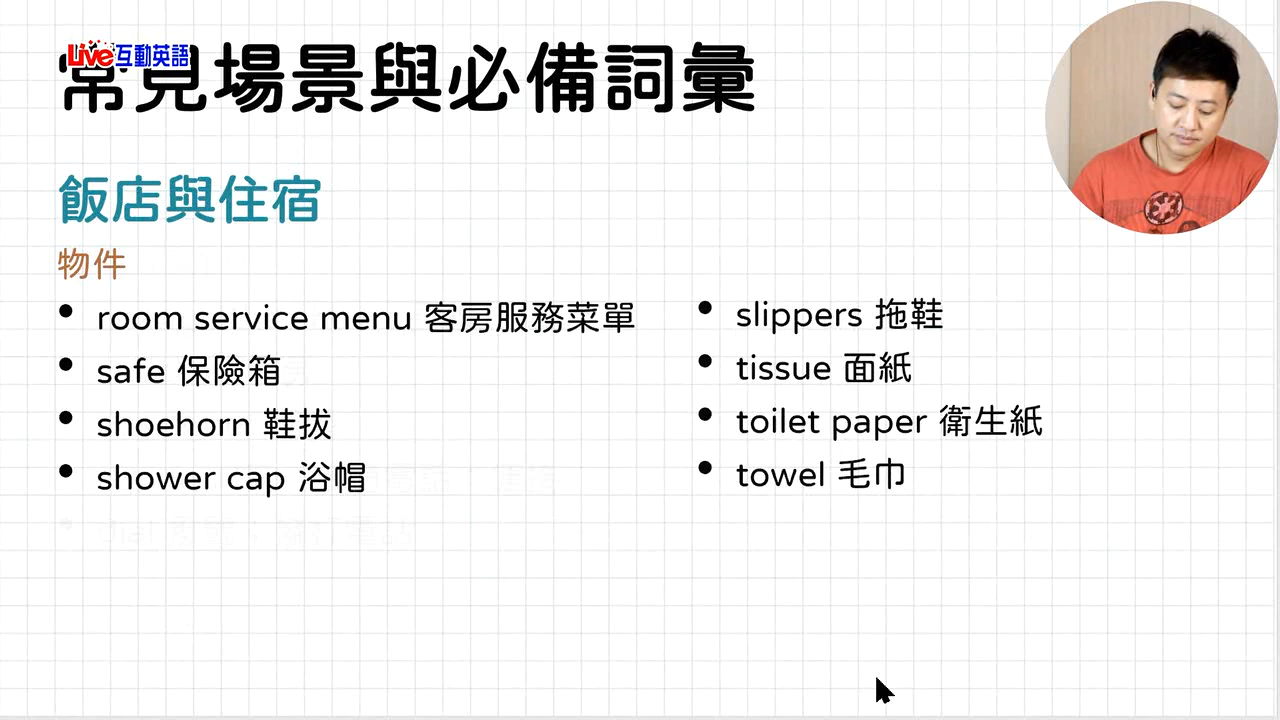 Live互動英語
常見場景與必備詞彙
飯店與住宿
物件
• room service menu 客房服務菜單
• safe 保險箱
• shoehorn 鞋拔
• shower cap 浴帽
• slippers 拖鞋
• tissue 面紙
• toilet paper 衛生紙
• towel 毛巾